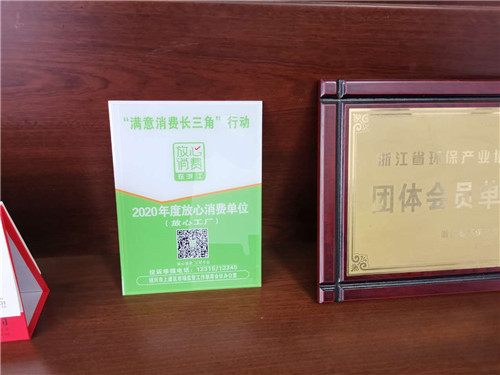 “满意消费长三角”行动
放心
消费
在浙江
2020年度放心消费单位
（放心工厂）
投诉举报电话：12315/12345
浙江省环保产业
团体会员单